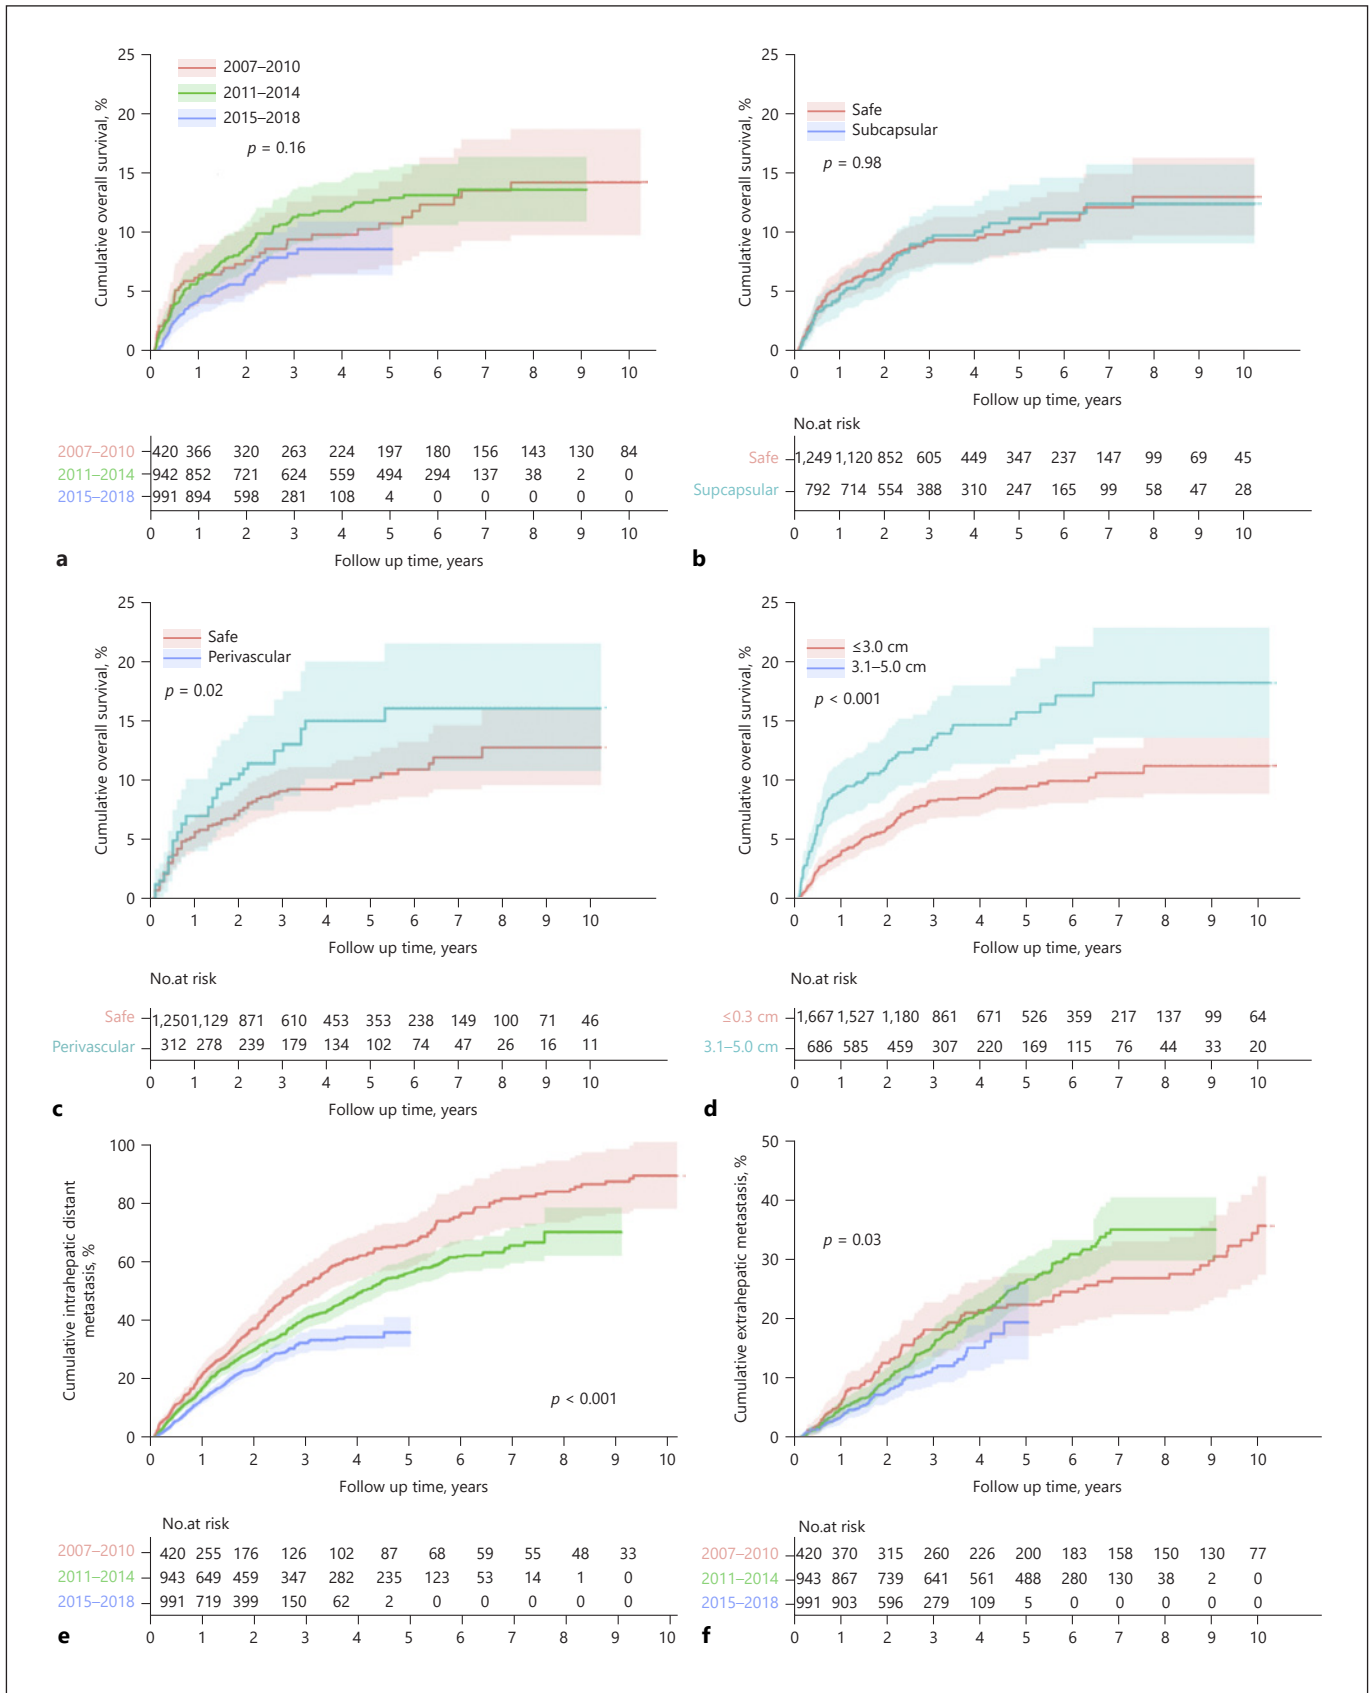 25
20
15
10
5
0
Cumulative overall survival, %
2007–2010
2011–2014
2015–2018
p = 0.16
0 1 2 3 4 5 6 7 8 9 10
2007–2010 420 366 320 263 224 197 180 156 143 130 84
2011–2014 942 852 721 624 559 494 294 137 38 2 0
2015–2018 991 894 598 281 108 4 0 0 0 0 0
0 1 2 3 4 5 6 7 8 9 10
Follow up time, years
a
25
20
15
10
5
0
Cumulative overall survival, %
Safe
Subcapsular
p = 0.98
0 1 2 3 4 5 6 7 8 9 10
Follow up time, years
No.at risk
Safe 1,249 1,120 852 605 449 347 237 147 99 69 45
Supcapsular 792 714 554 388 310 247 165 99 58 47 28
0 1 2 3 4 5 6 7 8 9 10
b
25
20
15
10
5
0
Cumulative overall survival, %
Safe
Perivascular
p = 0.02
0 1 2 3 4 5 6 7 8 9 10
Follow up time, years
No.at risk
Safe 1,250 1,129 871 610 453 353 238 149 100 71 46
Perivascular 312 278 239 179 134 102 74 47 26 16 11
0 1 2 3 4 5 6 7 8 9 10
Follow up time, years
c
25
20
15
10
5
0
Cumulative overall survival, %
≤3.0 cm
3.1–5.0 cm
p < 0.001
0 1 2 3 4 5 6 7 8 9 10
Follow up time, years
No.at risk
≤0.3 cm 1,667 1,527 1,180 861 671 526 359 217 137 99 64
3.1–5.0 cm 686 585 459 307 220 169 115 76 44 33 20
0 1 2 3 4 5 6 7 8 9 10
d
100
80
60
40
20
0
Cumulative intrahepatic distant
metastasis, %
p < 0.001
0 1 2 3 4 5 6 7 8 9 10
Follow up time, years
No.at risk
2007–2010 420 255 176 126 102 87 68 59 55 48 33
2011–2014 943 649 459 347 282 235 123 53 14 1 0
2015–2018 991 719 399 150 62 2 0 0 0 0 0
0 1 2 3 4 5 6 7 8 9 10
e
50
40
30
20
10
0
Cumulative extrahepatic metastasis, %
p = 0.03
0 1 2 3 4 5 6 7 8 9 10
Follow up time, years
No.at risk
2007–2010 420 370 315 260 226 200 183 158 150 130 77
2011–2014 943 867 739 641 561 488 280 130 38 2 0
2015–2018 991 903 596 279 109 5 0 0 0 0 0
0 1 2 3 4 5 6 7 8 9 10
f